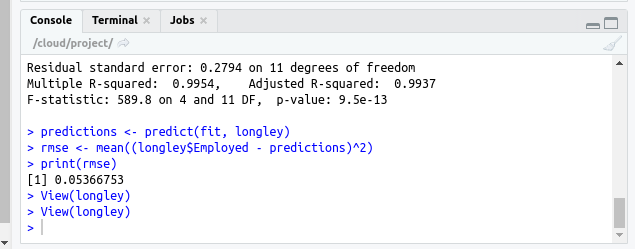 Console Terminal × Jobs ×
/cloud/project/
Residual standard error: 0.2794 on 11 degrees of freedom
Multiple R-squared:  0.9954,    Adjusted R-squared:  0.9937
F-statistic: 589.8 on 4 and 11 DF,  p-value: 9.5e-13
> predictions <- predict(fit, longley)
> rmse <- mean((longley$Employed - predictions)^2)
> print(rmse)
[1] 0.05366753
> View(longley)
> View(longley)
>